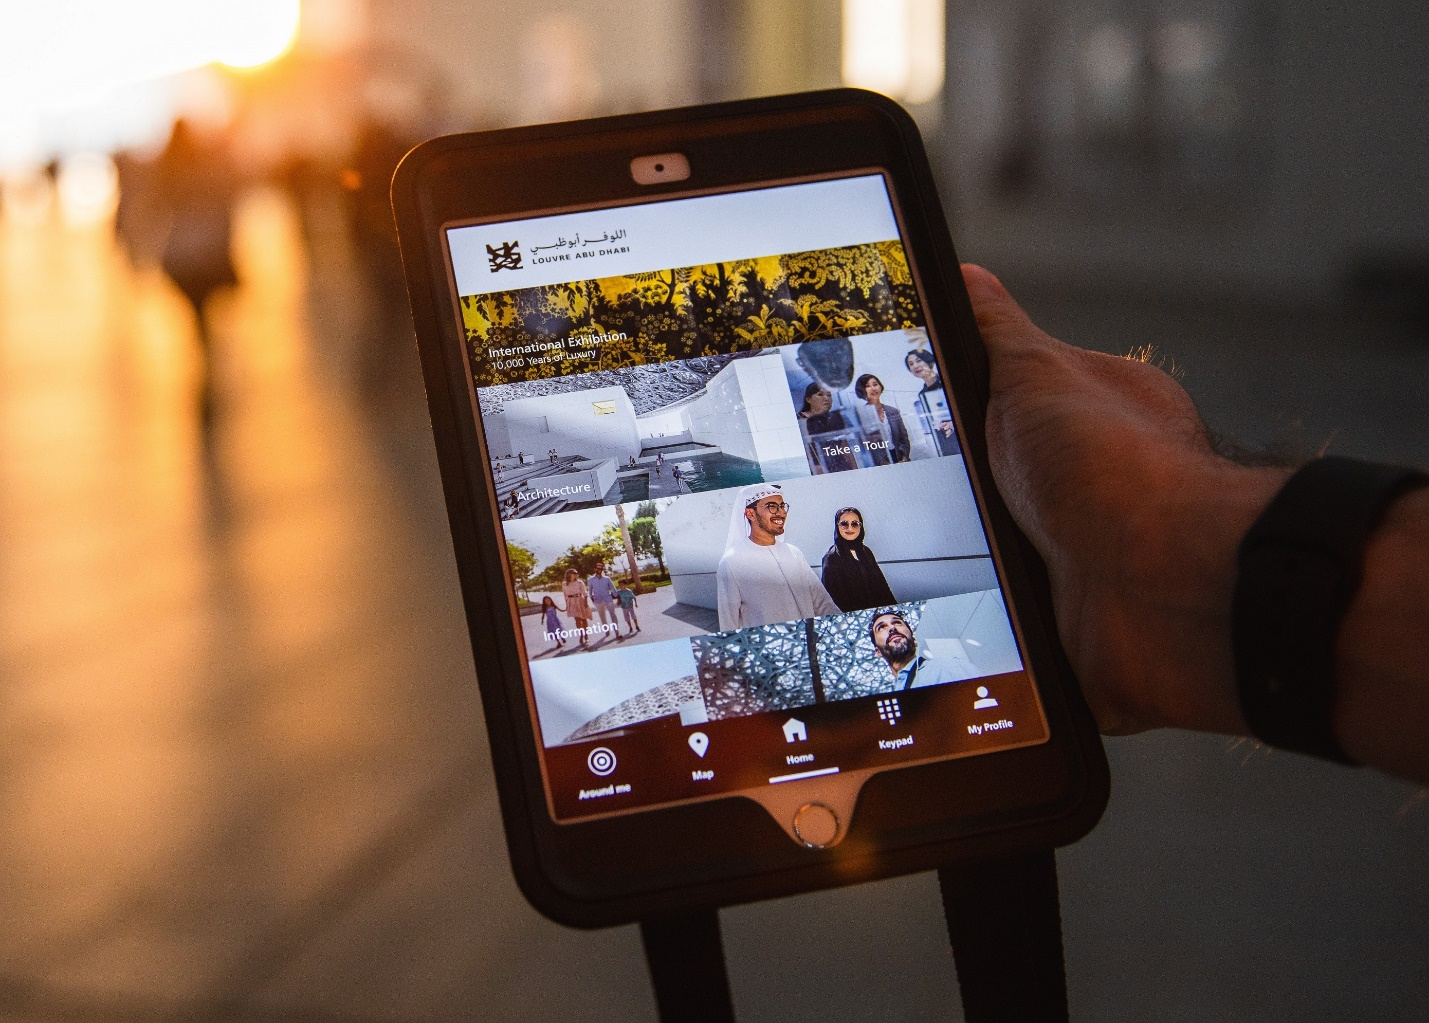 اللوفر أبوظبي
LOUVRE ABU DHABI
International Exhibition
10,000 Years of Luxury
Architecture
Take a Tour
Information
Around me
Map
Home
Keypad
My Profile